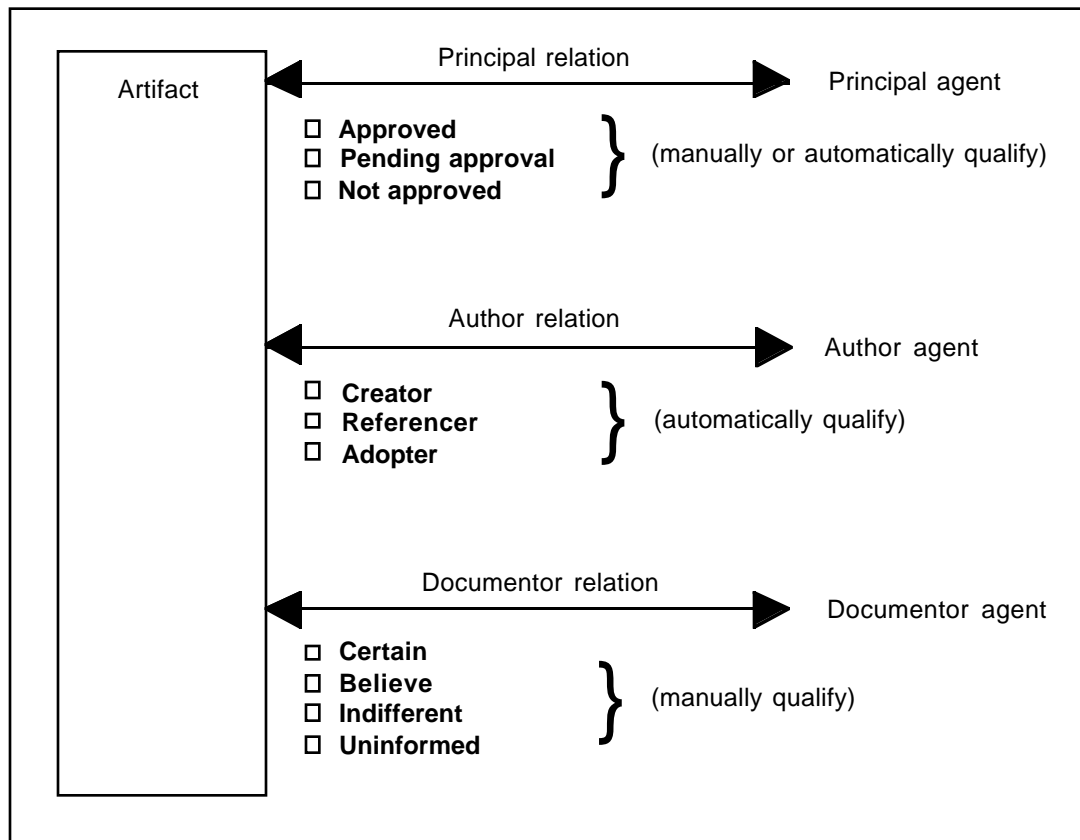 Artifact
Principal relation
Principal agent
Approved
Pending approval
Not approved
(manually or automatically qualify)
Author relation
Author agent
Creator
Referencer
Adopter
(automatically qualify)
Documentor relation
Documentor agent
Certain
Believe
Indifferent
Uninformed
(manually qualify)